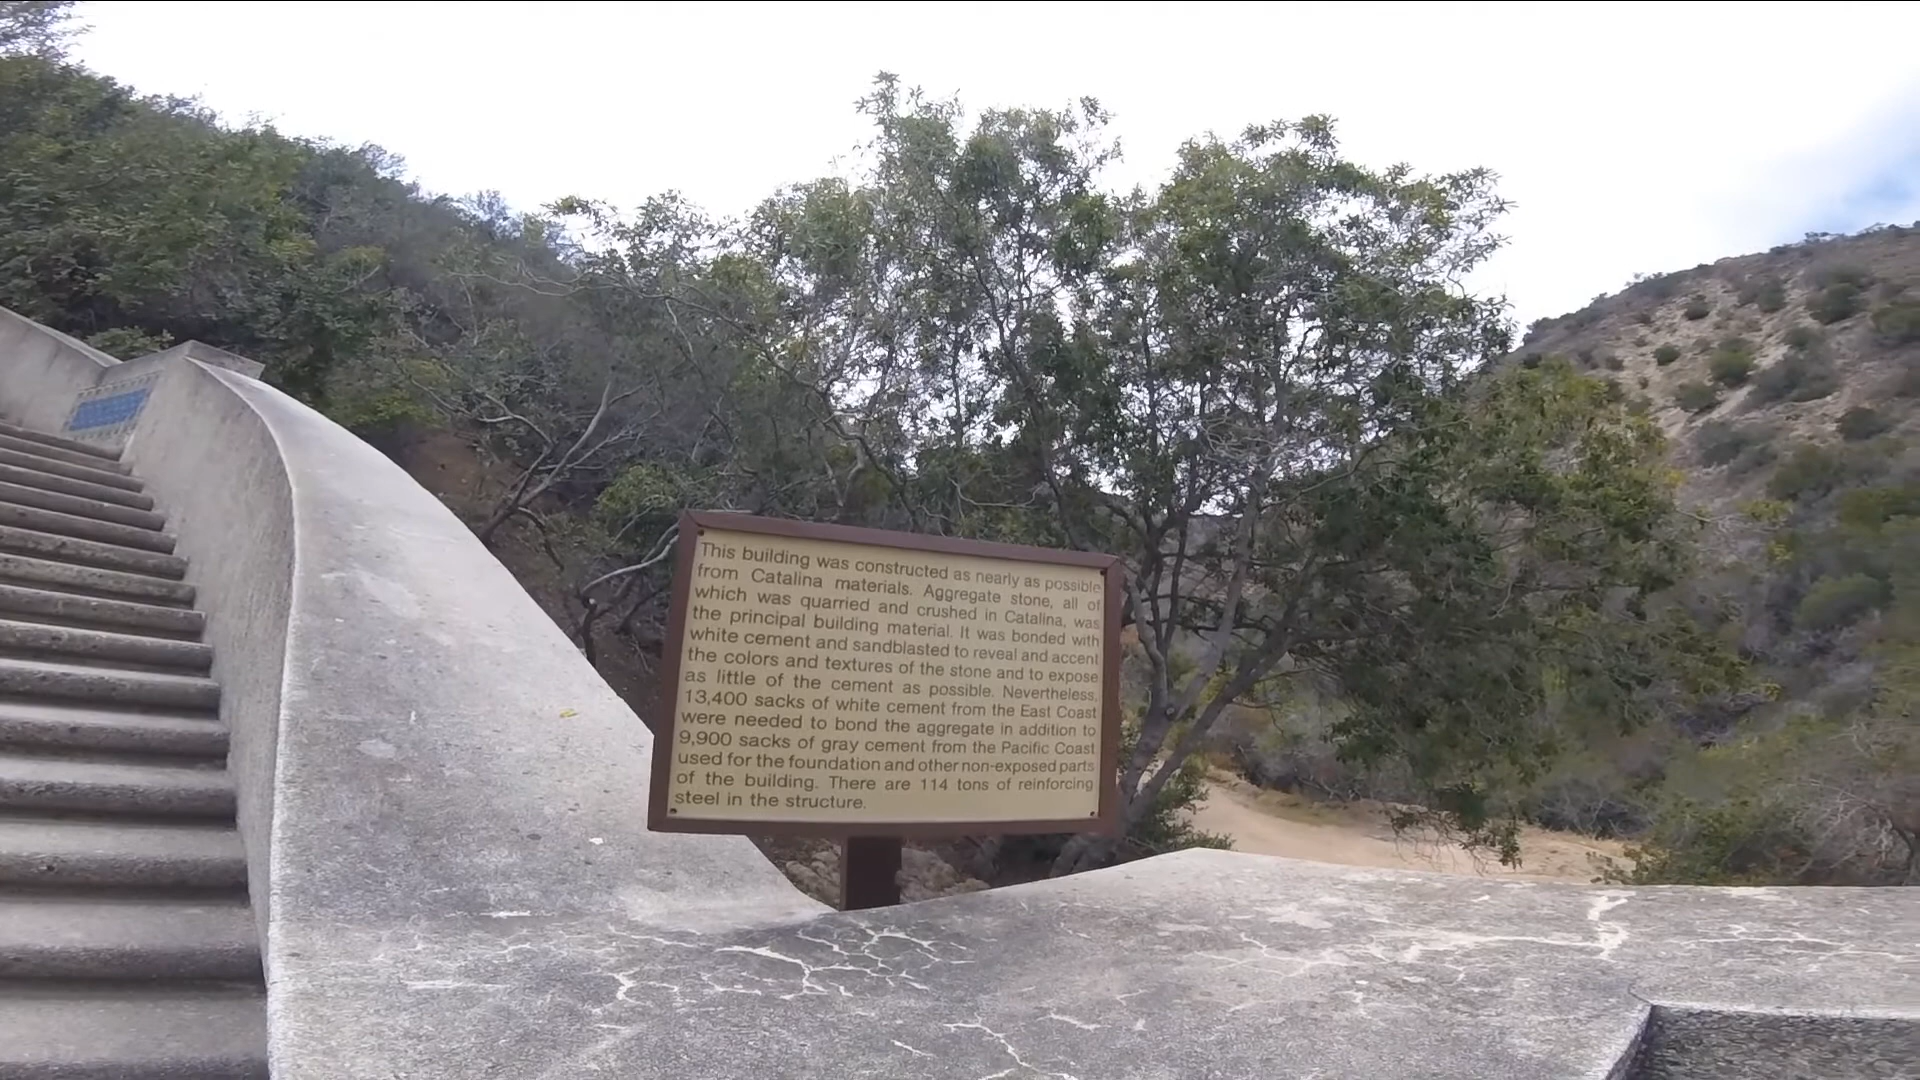 This building was constructed as nearly as possible
from Catalina materials. Aggregate stone, all of
which was quarried and crushed in Catalina, was
the principal building material. It was bonded with
white cement and sandblasted to reveal and accent
the colors and textures of the stone and to expose
as little of the cement as possible. Nevertheless,
13,400 sacks of white cement from the East Coast
were needed to bond the aggregate in addition to
9,900 sacks of gray cement from the Pacific Coast
used for the foundation and other non-exposed parts
of the building. There are 114 tons of reinforcing
steel in the structure.